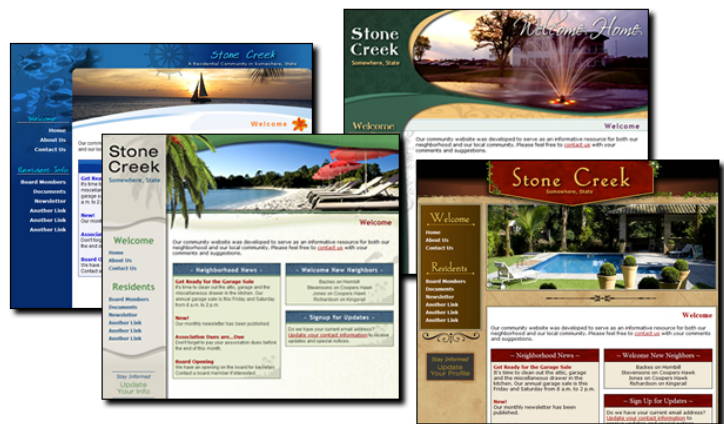 Stone Creek
A Residential Community in Somewhere, State
Welcome
Welcome
Home
About Us
Contact Us
Resident Info
Board Members
Documents
Newsletter
Another Link
Another Link
Another Link
Stone
Creek
Somewhere, State
Welcome Home
Welcome
Welcome
Our community website was developed to serve as an informative resource for both our
neighborhood and our local community. Please feel free to contact us with your
comments and suggestions.
Stone
Creek
Somewhere, State
Welcome
Home
About Us
Contact Us
Residents
Board Members
Documents
Newsletter
Another Link
Another Link
Another Link
Stay Informed
Update
Your Info
Welcome
Our community website was developed to serve as an informative resource for both our
neighborhood and our local community. Please feel free to contact us with your
comments and suggestions.
~ Neighborhood News ~
Get Ready for the Garage Sale
It's time to clean out the attic, garage and the
miscellaneous drawer in the kitchen. Our
annual garage sale is this Friday and Saturday
from 8 a.m. to 2 p.m.
New!
Our monthly newsletter has been published.
Association Dues are...Due
Don't forget to pay your association dues before
the end of this month.
Board Opening
We have an opening on the board for
Contact a board member if interested.
~ Welcome New Neighbors ~
Backes on Hornbill
Stevensons on Coopers Hawk
Jones on Coopers Hawk
Richardson on Kingsrail
~ Signup for Updates ~
Do we have your current email address?
Update your contact information to receive
updates and special notices.
Stone Creek
Somewhere, State
Welcome
Home
About Us
Contact Us
Residents
Board Members
Documents
Newsletter
Another Link
Another Link
Another Link
Stay Informed
Update
Your Profile
Welcome
Our community website was developed to serve as an informative resource for both our
neighborhood and our local community. Please feel free to contact us with your
comments and suggestions.
~ Neighborhood News ~
Get Ready for the Garage Sale
It's time to clean out the attic, garage
and the miscellaneous drawer in the
kitchen. Our annual garage sale is this
Friday and Saturday from 8 a.m. to 2 p.m.
New!
Our monthly newsletter has been
published.
~ Welcome New Neighbors ~
Backes on Hornbill
Stevensons on Coopers Hawk
Jones on Coopers Hawk
Richardson on Kingsrail
~ Sign Up for Updates ~
Do we have your current email address?
Update your contact information to